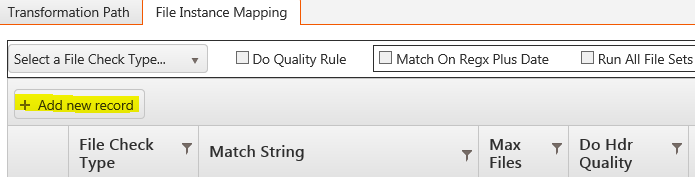 Transformation Path File Instance Mapping
Select a File Check Type... Do Quality Rule Match On Regx Plus Date Run All File Sets
+ Add new record
File Check Type Match String Max Files Do Hdr Quality